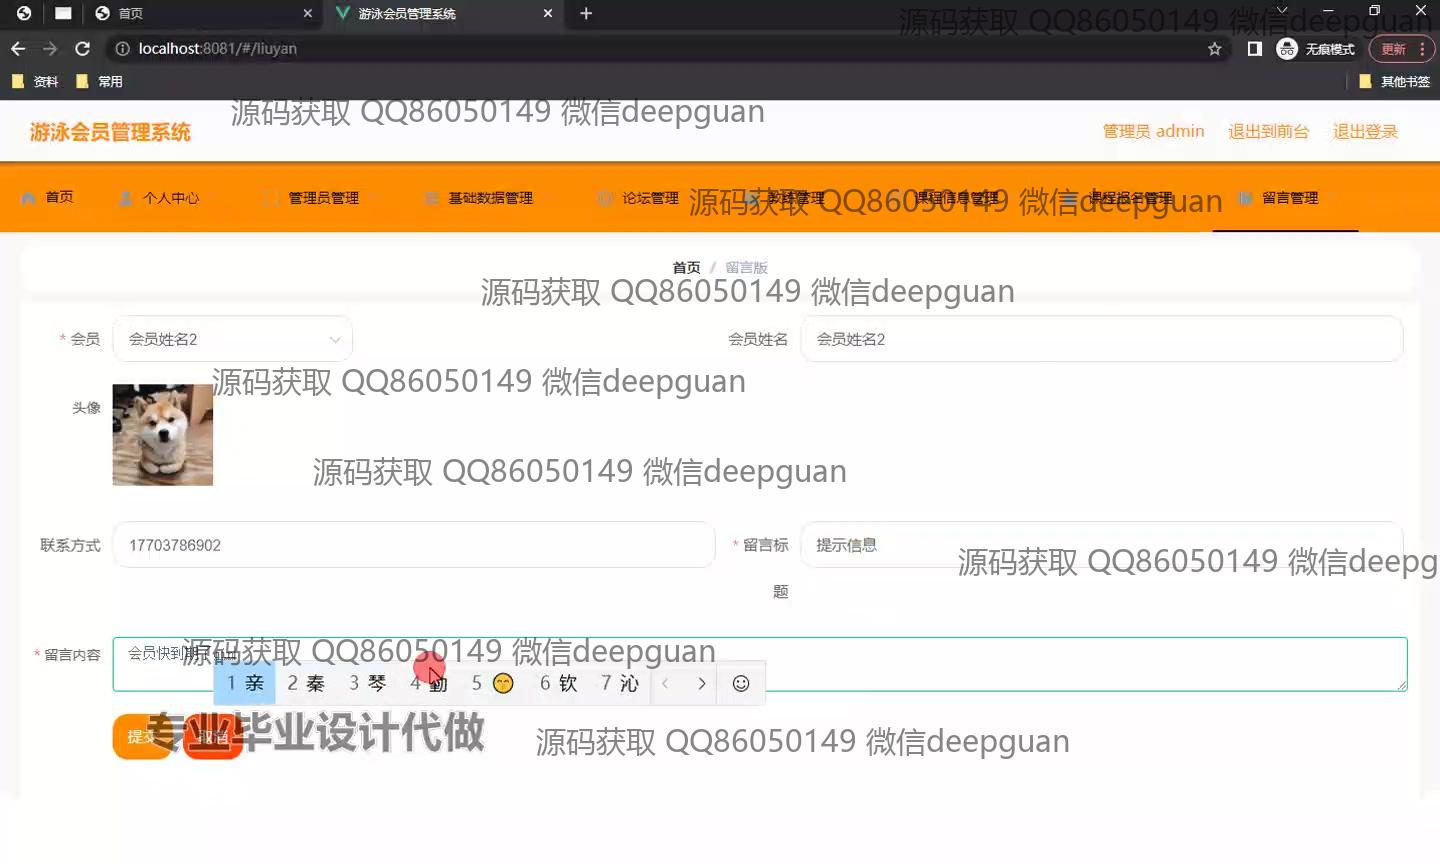 首页
游泳会员管理系统
localhost:8081/#/liuyan
无痕模式
更新
资料
常用
其他书签
源码获取 QQ86050149 微信deepguan
源码获取 QQ86050149 微信deepguan
游泳会员管理系统
管理员 admin
退出到前台
退出登录
首页
个人中心
管理员管理
基础数据管理
论坛管理
教练管理
课程信息管理
课程报名管理
留言管理
源码获取 QQ86050149 微信deepguan
首页 / 留言版
源码获取 QQ86050149 微信deepguan
* 会员
会员姓名2
会员姓名
会员姓名2
源码获取 QQ86050149 微信deepguan
头像
源码获取 QQ86050149 微信deepguan
联系方式
17703786902
* 留言标
题
提示信息
源码获取 QQ86050149 微信deepg
* 留言内容
会员快到期
源码获取 QQ86050149 微信deepguan
1 亲 2 秦 3 琴 4 勤 5 😊 6 钦 7 沁
提交
取消
专业毕业设计代做
源码获取 QQ86050149 微信deepguan